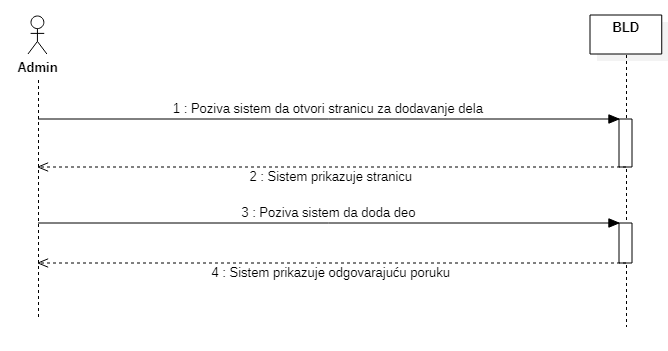 BLD
Admin
1 : Poziva sistem da otvori stranicu za dodavanje dela
2 : Sistem prikazuje stranicu
3 : Poziva sistem da doda deo
4 : Sistem prikazuje odgovarajuću poruku